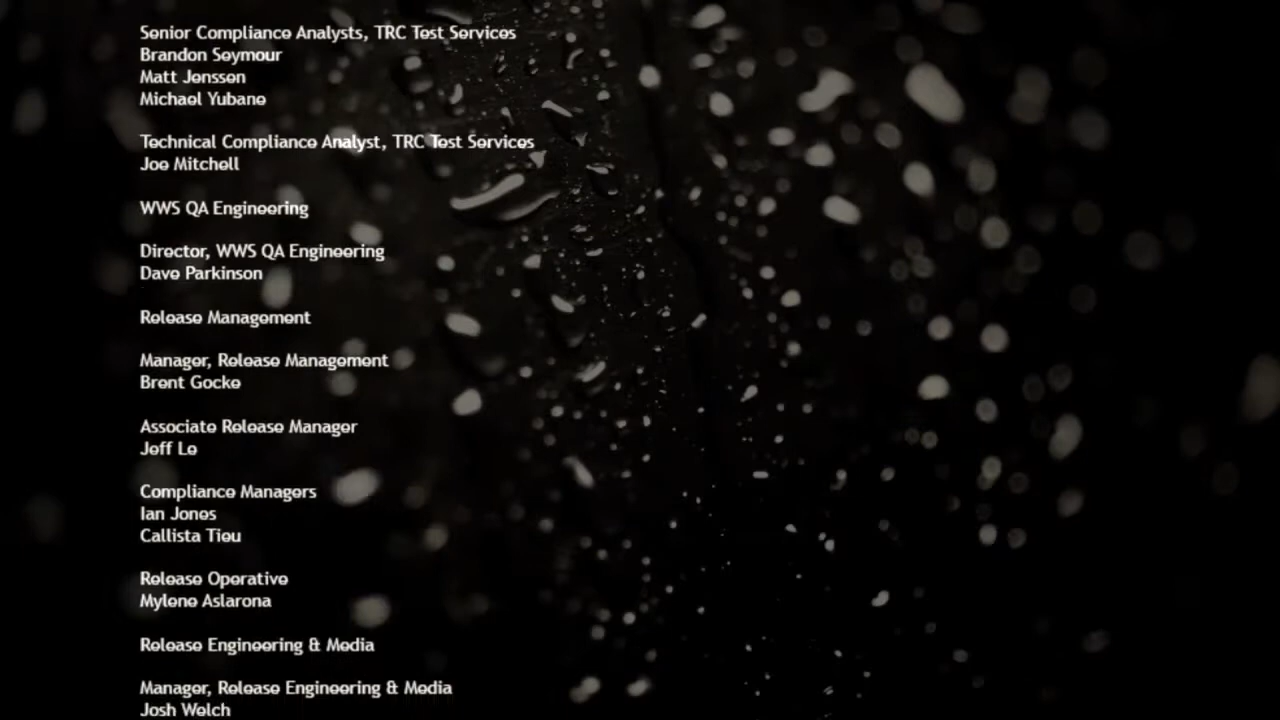 Senior Compliance Analysts, TRC Test Services
Brandon Seymour
Matt Jenssen
Michael Yubane
Technical Compliance Analyst, TRC Test Services
Joe Mitchell
WWS QA Engineering
Director, WWS QA Engineering
Dave Parkinson
Release Management
Manager, Release Management
Brent Gocke
Associate Release Manager
Jeff Le
Compliance Managers
Ian Jones
Callista Tieu
Release Operative
Mylene Aslarona
Release Engineering & Media
Manager, Release Engineering & Media
Josh Welch